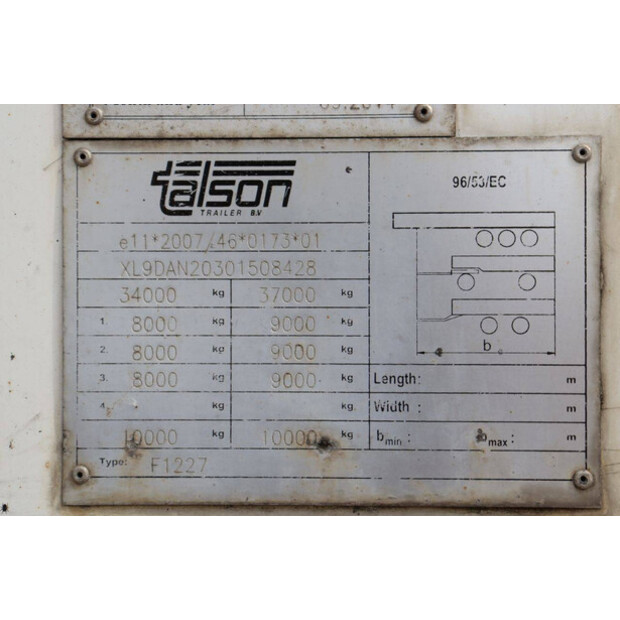 talson
TRAILER B.V
e11*2007/46*0173*01
XL9DAN20301508428
34000 kg 37000 kg
1. 8000 kg 9000 kg
2. 8000 kg 9000 kg
3. 8000 kg 9000 kg
4. kg kg
10000 kg 10000 kg
Type: F1227
96/53/EC
b
Length: m
Width : m
bmin : bmax : m